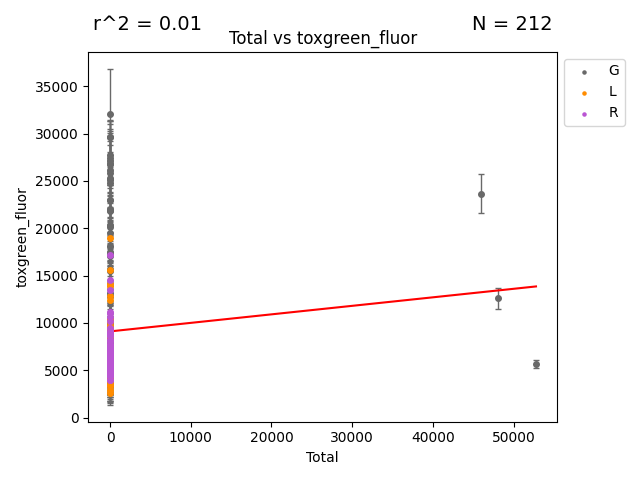 r^2 = 0.01
N = 212
Total vs toxgreen_fluor
G
L
R
toxgreen_fluor
35000
30000
25000
20000
15000
10000
5000
0
0 10000 20000 30000 40000 50000
Total